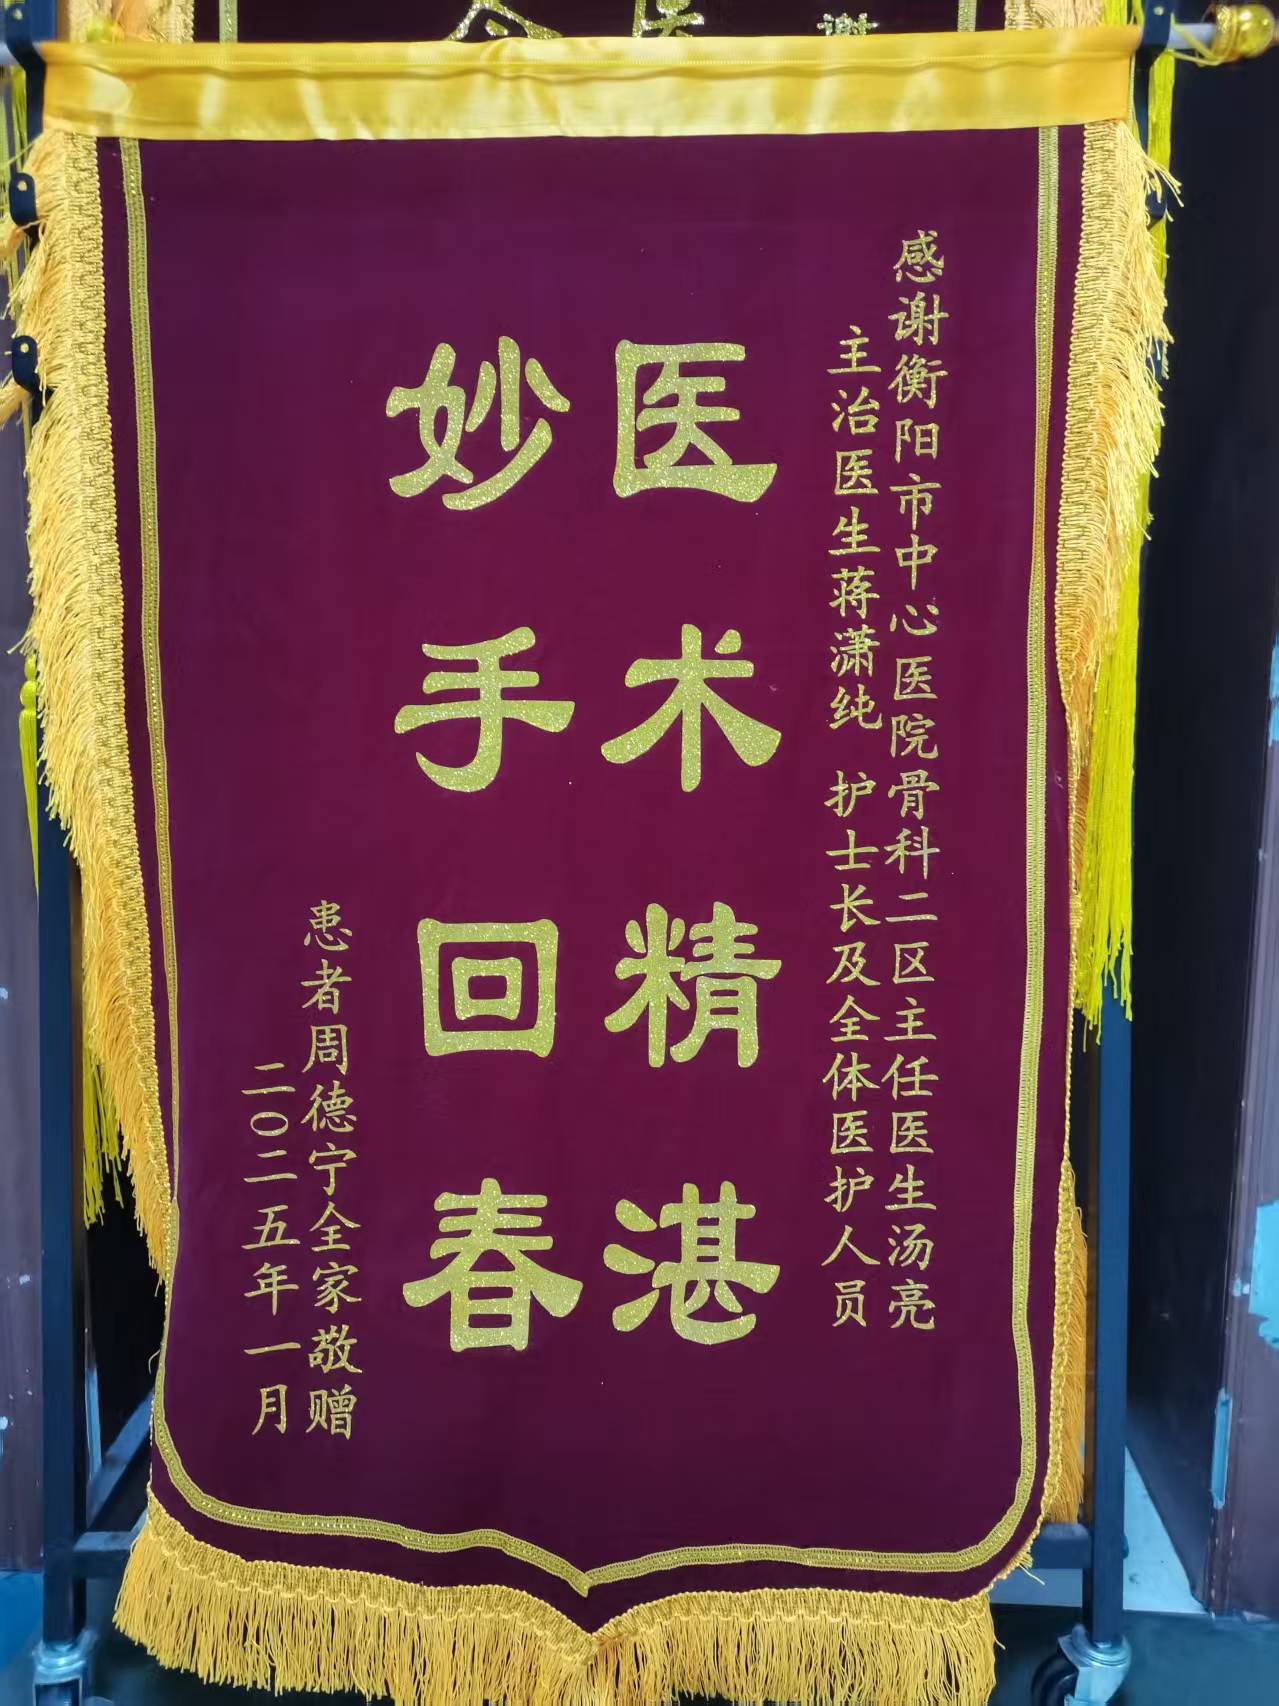 感谢衡阳市中心医院骨科二区主任医生汤亮
主治医生蒋潇纯 护士长及全体医护人员
医术精湛
妙手回春
患者周德宁全家敬赠
二〇二五年一月
谢